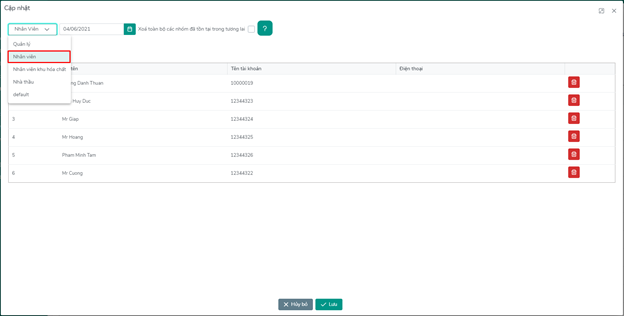 Cập nhật
Nhân Viên 04/06/2021 Xoá toàn bộ các nhóm đã tồn tại trong tương lai ?
Quản lý
Nhân viên
Nhân viên khu hóa chất
Nhà thầu
default
tên Tên tài khoản Điện thoại
Danh Thuan 10000019
Huy Duc 12344323
3 Mr Giap 12344324
4 Mr Hoang 12344325
5 Pham Minh Tam 12344326
6 Mr Cuong 12344322
Hủy bỏ Lưu